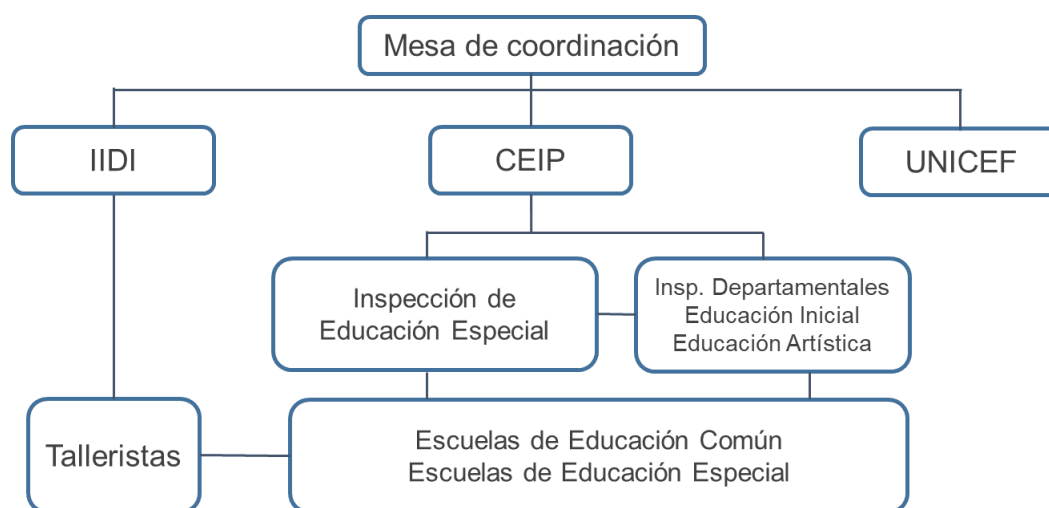 Mesa de coordinación
IIDI
CEIP
UNICEF
Inspección de
Educación Especial
Insp. Departamentales
Educación Inicial
Educación Artística
Talleristas
Escuelas de Educación Común
Escuelas de Educación Especial